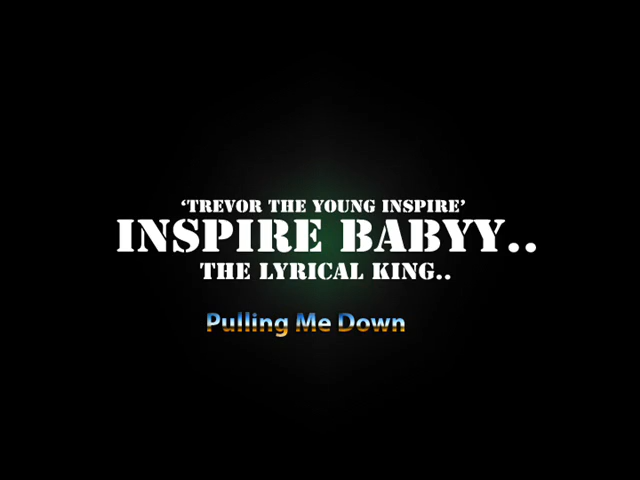 ‘TREVOR THE YOUNG INSPIRE’
INSPIRE BABYY..
THE LYRICAL KING..
Pulling Me Down